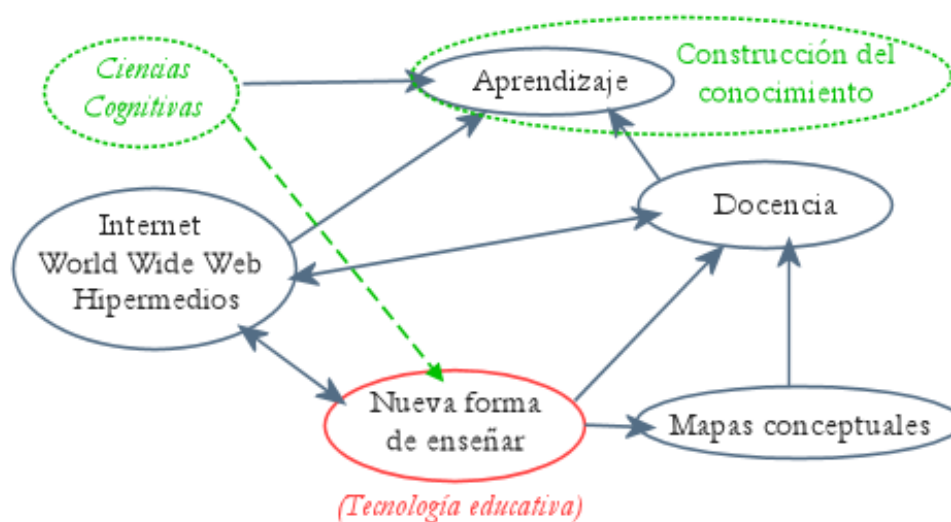 Ciencias
Cognitivas
Aprendizaje
Construcción del
conocimiento
Internet
World Wide Web
Hipermedios
Docencia
Nueva forma
de enseñar
Mapas conceptuales
(Tecnología educativa)